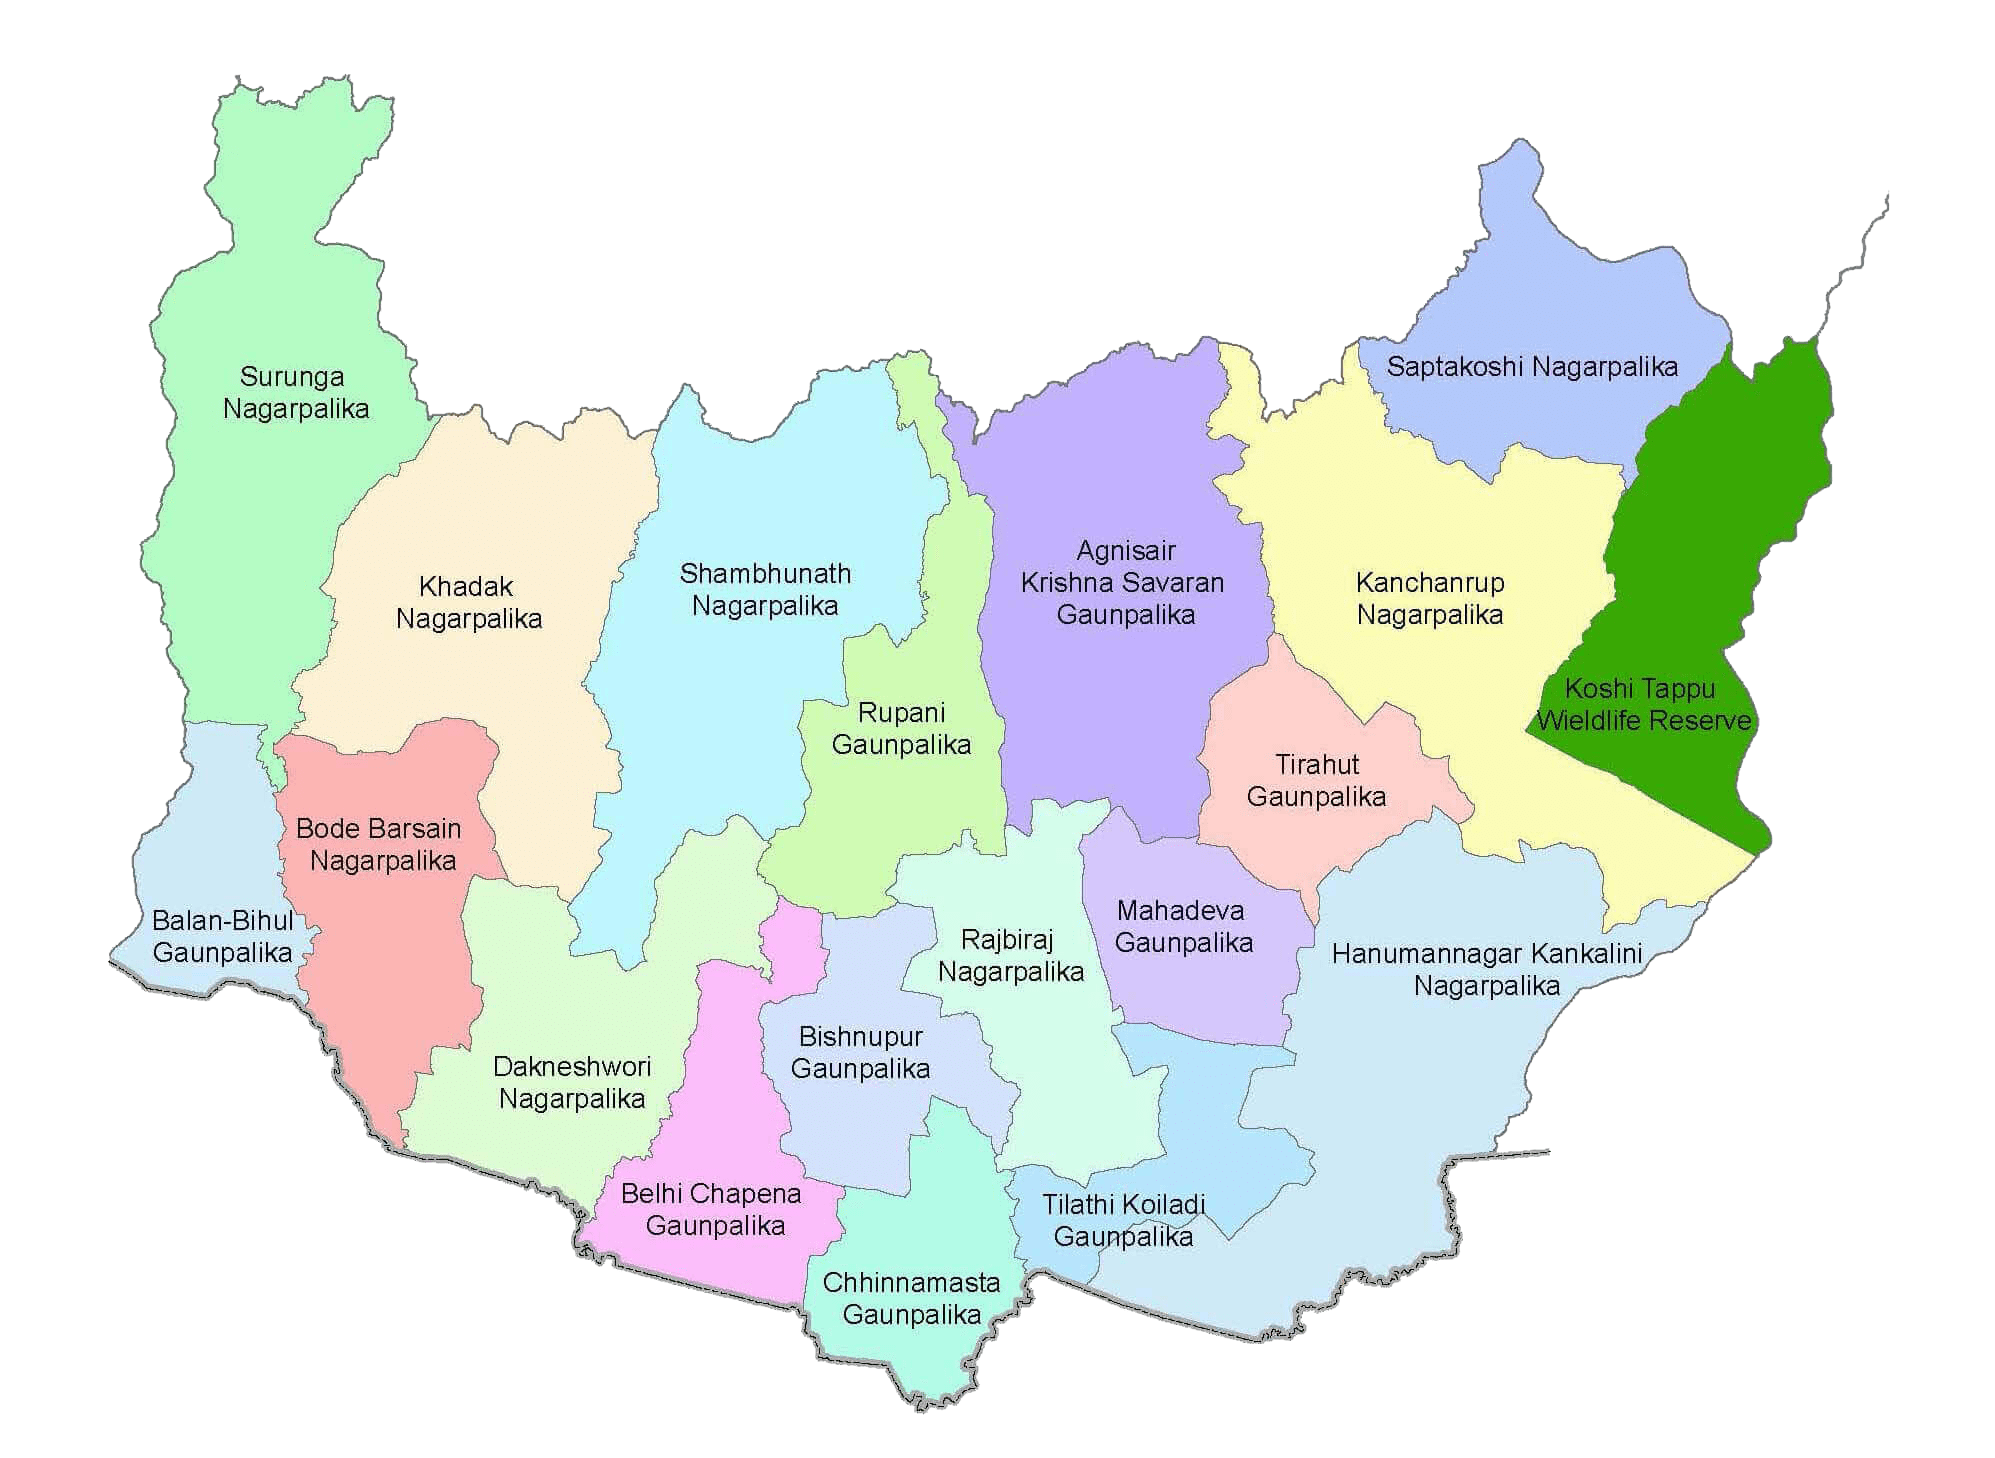 Saptakoshi Nagarpalika
Surunga
Nagarpalika
Agnisair
Krishna Savaran
Gaunpalika
Shambhunath
Nagarpalika
Khadak
Nagarpalika
Kanchanrup
Nagarpalika
Koshi Tappu
Wieldlife Reserve
Rupani
Gaunpalika
Tirahut
Gaunpalika
Bode Barsain
Nagarpalika
Balan-Bihul
Gaunpalika
Mahadeva
Gaunpalika
Rajbiraj
Nagarpalika
Hanumannagar Kankalini
Nagarpalika
Bishnupur
Gaunpalika
Dakneshwori
Nagarpalika
Belhi Chapena
Gaunpalika
Tilathi Koiladi
Gaunpalika
Chhinnamasta
Gaunpalika